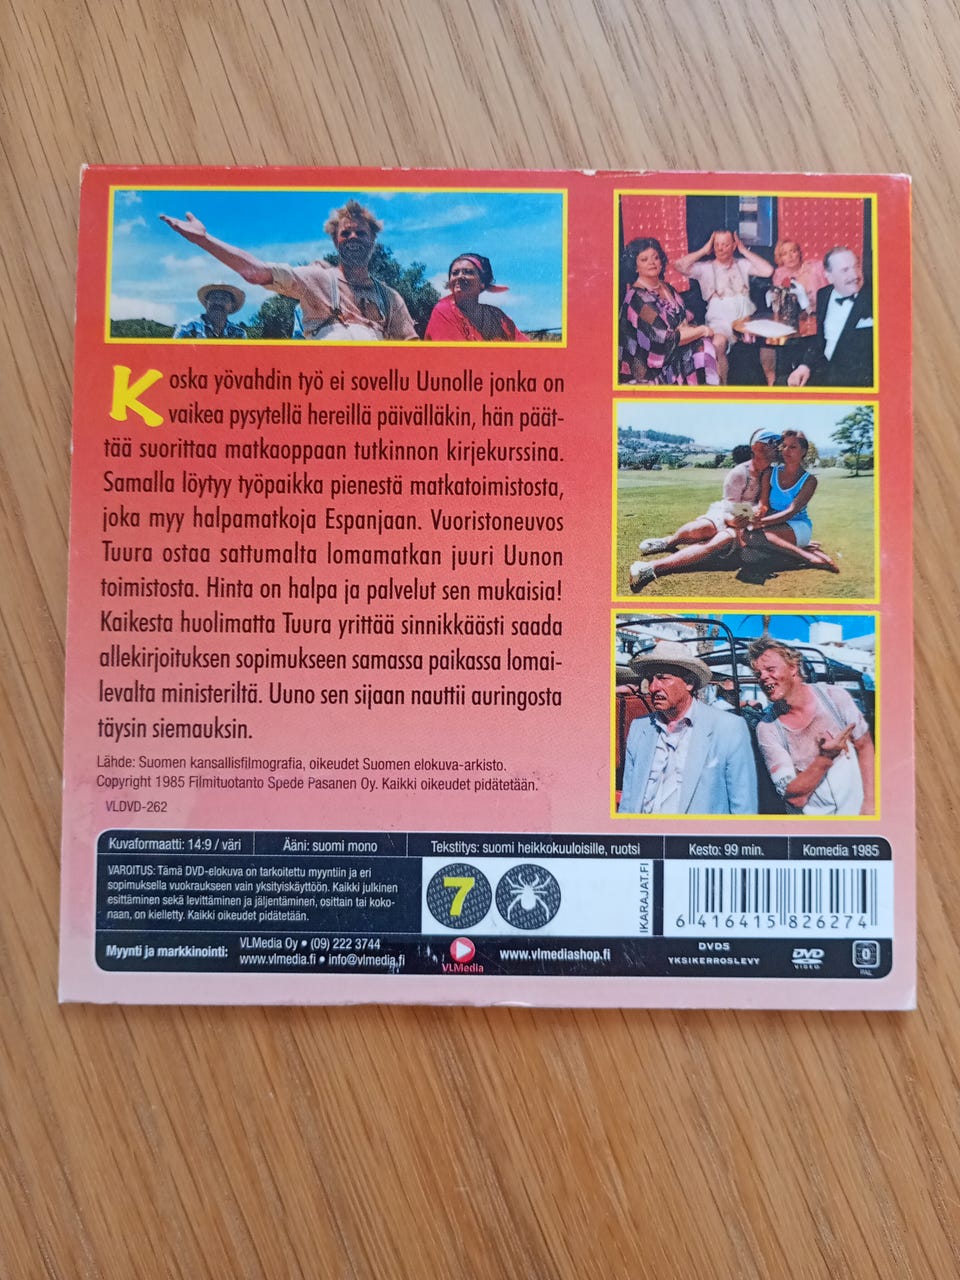 Koska yövahdin työ ei sovellu Uunolle jonka on
vaikea pysytellä hereillä päivälläkin, hän päät-
tää suorittaa matkaoppaan tutkinnon kirjekurssina.
Samalla löytyy työpaikka pienestä matkatoimistosta,
joka myy halpamatkoja Espanjaan. Vuoristoneuvos
Tuura ostaa sattumalta lomamatkan juuri Uunon
toimistosta. Hinta on halpa ja palvelut sen mukaisia!
Kaikesta huolimatta Tuura yrittää sinnikkäästi saada
allekirjoituksen sopimukseen samassa paikassa lomai-
levalta ministeriltä. Uuno sen sijaan nauttii auringosta
täysin siemauksin.
Lähde: Suomen kansallisfilmografia, oikeudet Suomen elokuva-arkisto.
Copyright 1985 Filmituotanto Spede Pasanen Oy. Kaikki oikeudet pidätetään.
VLDVD-262
Kuvaformaatti: 14:9 / väri
Ääni: suomi mono
Tekstitys: suomi heikkokuuloisille, ruotsi
Kesto: 99 min.
Komedia 1985
VAROITUS: Tämä DVD-elokuva on tarkoitettu myyntiin ja eri
sopimuksella vuokraukseen vain yksityiskäyttöön. Kaikki julkinen
esittäminen sekä levittäminen ja jäljentäminen, osittain tai koko-
naan, on kielletty. Kaikki oikeudet pidätetään.
7
IKARAJAT.FI
6 416415 826274
Myynti ja markkinointi:
VLMedia Oy • (09) 222 3744
www.vlmedia.fi • info@vlmedia.fi
VLMedia
www.vlmediashop.fi
DVD5
YKSIKERROSLEVY
DVD
VIDEO
0
PAL